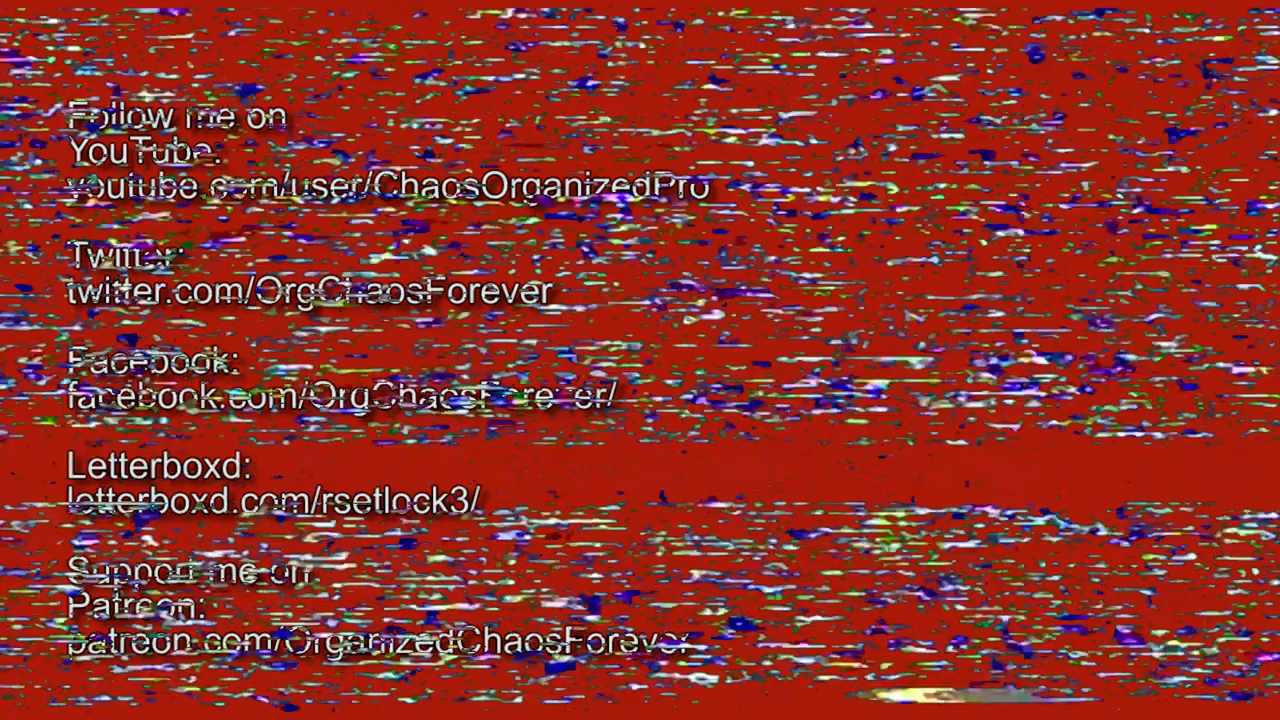 Follow me on
YouTube:
youtube.com/user/ChaosOrganizedPro
Twitter:
twitter.com/OrgChaosForever
Facebook:
facebook.com/OrgChaosForever/
Letterboxd:
letterboxd.com/rsetlock3/
Support me on
Patreon:
patreon.com/OrganizedChaosForever